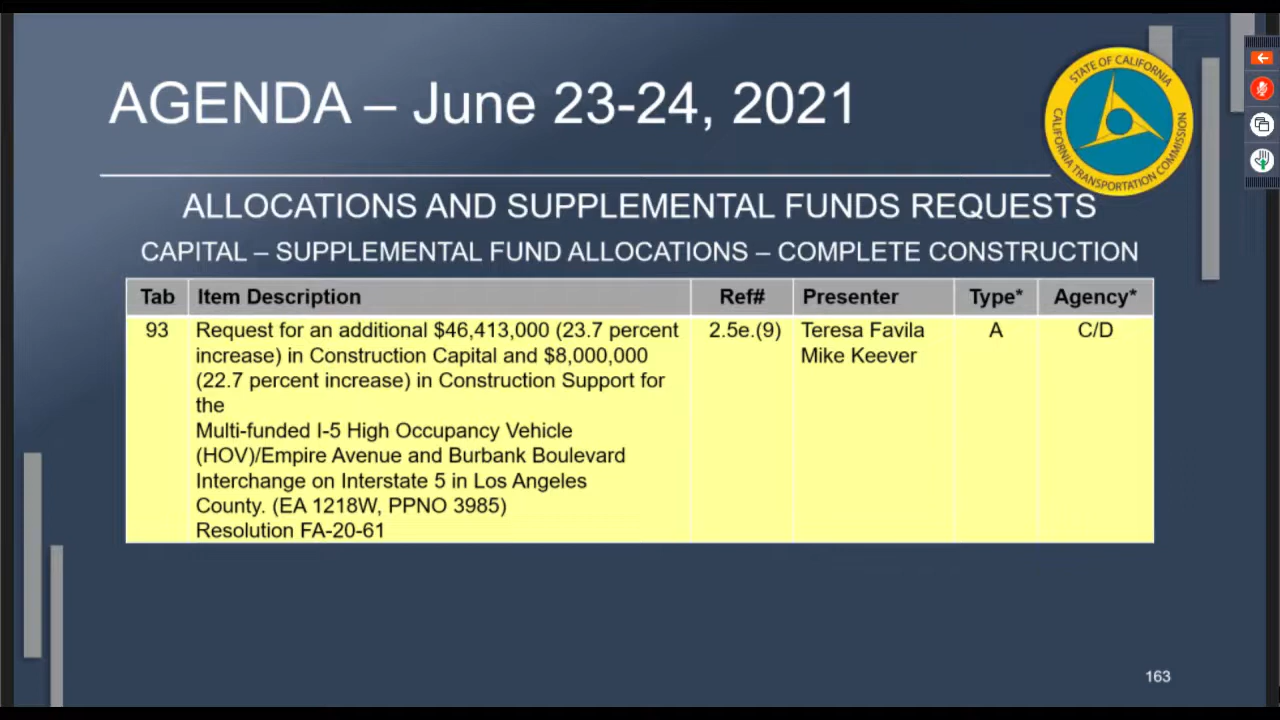 AGENDA – June 23-24, 2021
STATE OF CALIFORNIA
CALIFORNIA TRANSPORTATION COMMISSION
ALLOCATIONS AND SUPPLEMENTAL FUNDS REQUESTS
CAPITAL – SUPPLEMENTAL FUND ALLOCATIONS – COMPLETE CONSTRUCTION
Tab Item Description Ref# Presenter Type* Agency*
93 Request for an additional $46,413,000 (23.7 percent 2.5e.(9) Teresa Favila A C/D
increase) in Construction Capital and $8,000,000 Mike Keever
(22.7 percent increase) in Construction Support for
the
Multi-funded I-5 High Occupancy Vehicle
(HOV)/Empire Avenue and Burbank Boulevard
Interchange on Interstate 5 in Los Angeles
County. (EA 1218W, PPNO 3985)
Resolution FA-20-61
163